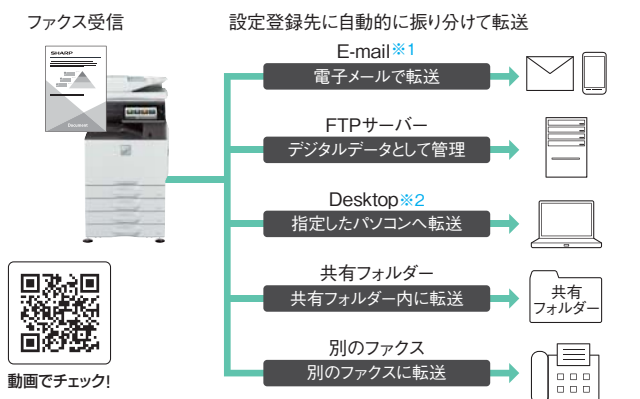 ファクス受信
設定登録先に自動的に振り分けて転送
SHARP
Document
E-mail※1
電子メールで転送
FTPサーバー
デジタルデータとして管理
Desktop※2
指定したパソコンへ転送
共有フォルダー
共有フォルダー内に転送
共有
フォルダー
別のファクス
別のファクスに転送
動画でチェック!